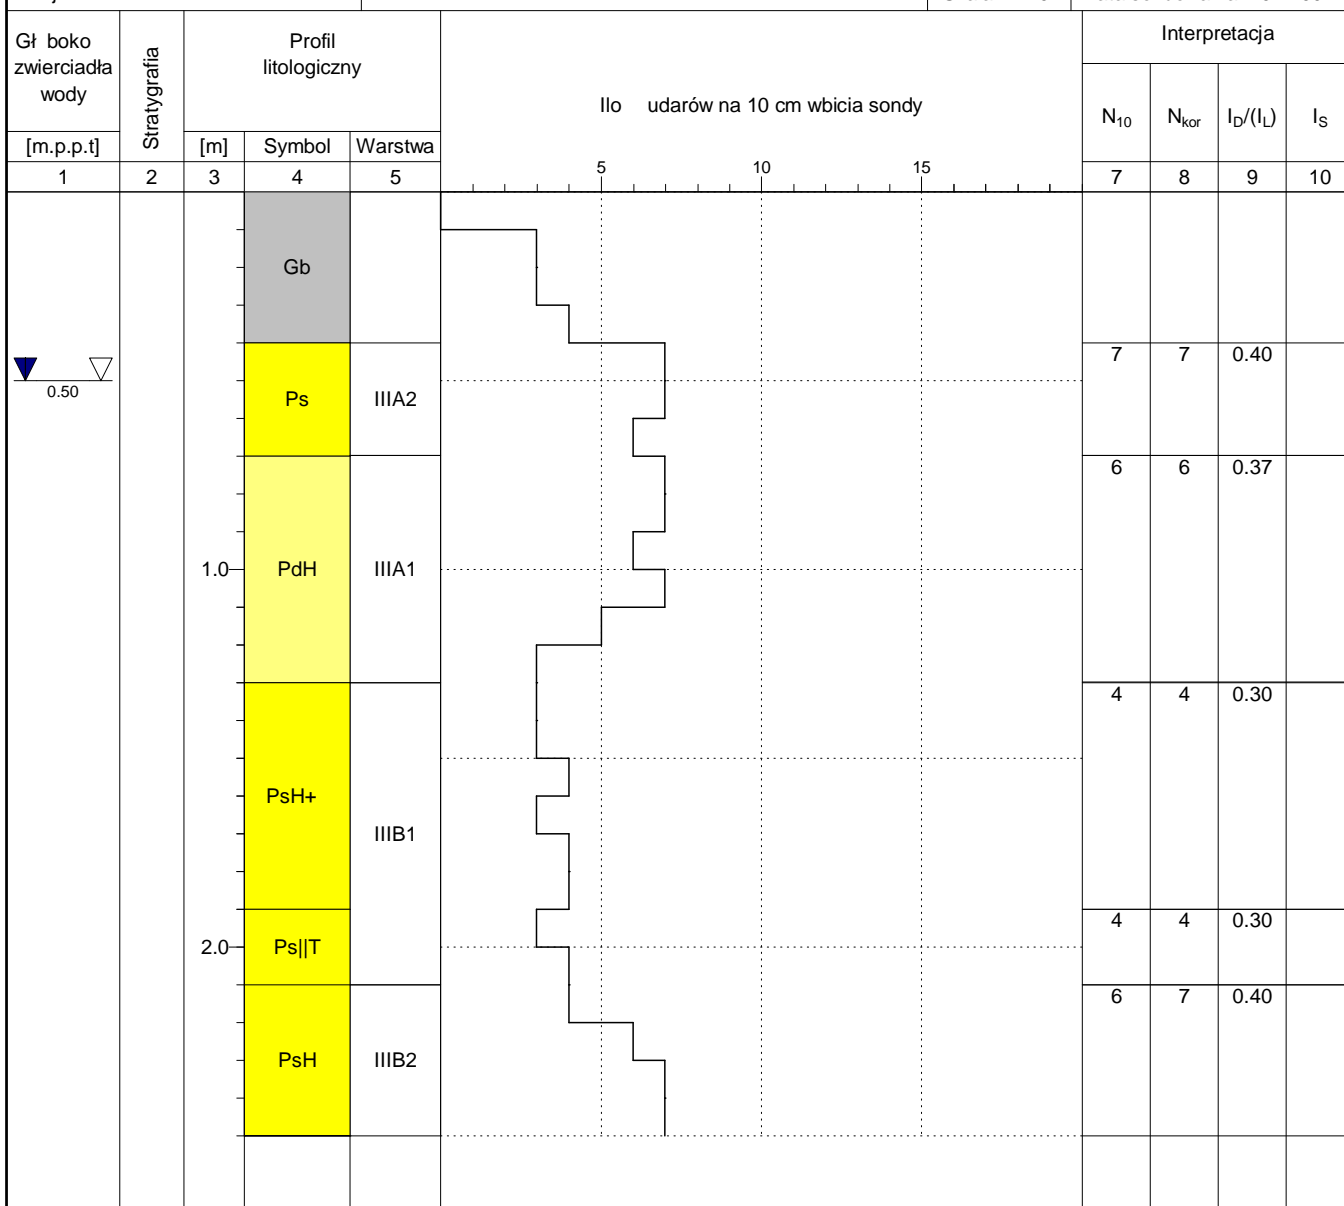 Gł boko
zwierciadła
wody
[m.p.p.t]
Stratygrafia
Profil
litologiczny
[m] Symbol Warstwa
Ilo udarów na 10 cm wbicia sondy
Interpretacja
N10 Nkor ID/(IL) IS
5 10 15
1 2 3 4 5 7 8 9 10
Gb
0.50
Ps IIIA2 7 7 0.40
6 6 0.37
1.0 PdH IIIA1
4 4 0.30
PsH+
IIIB1
4 4 0.30
2.0 Ps||T
6 7 0.40
PsH IIIB2